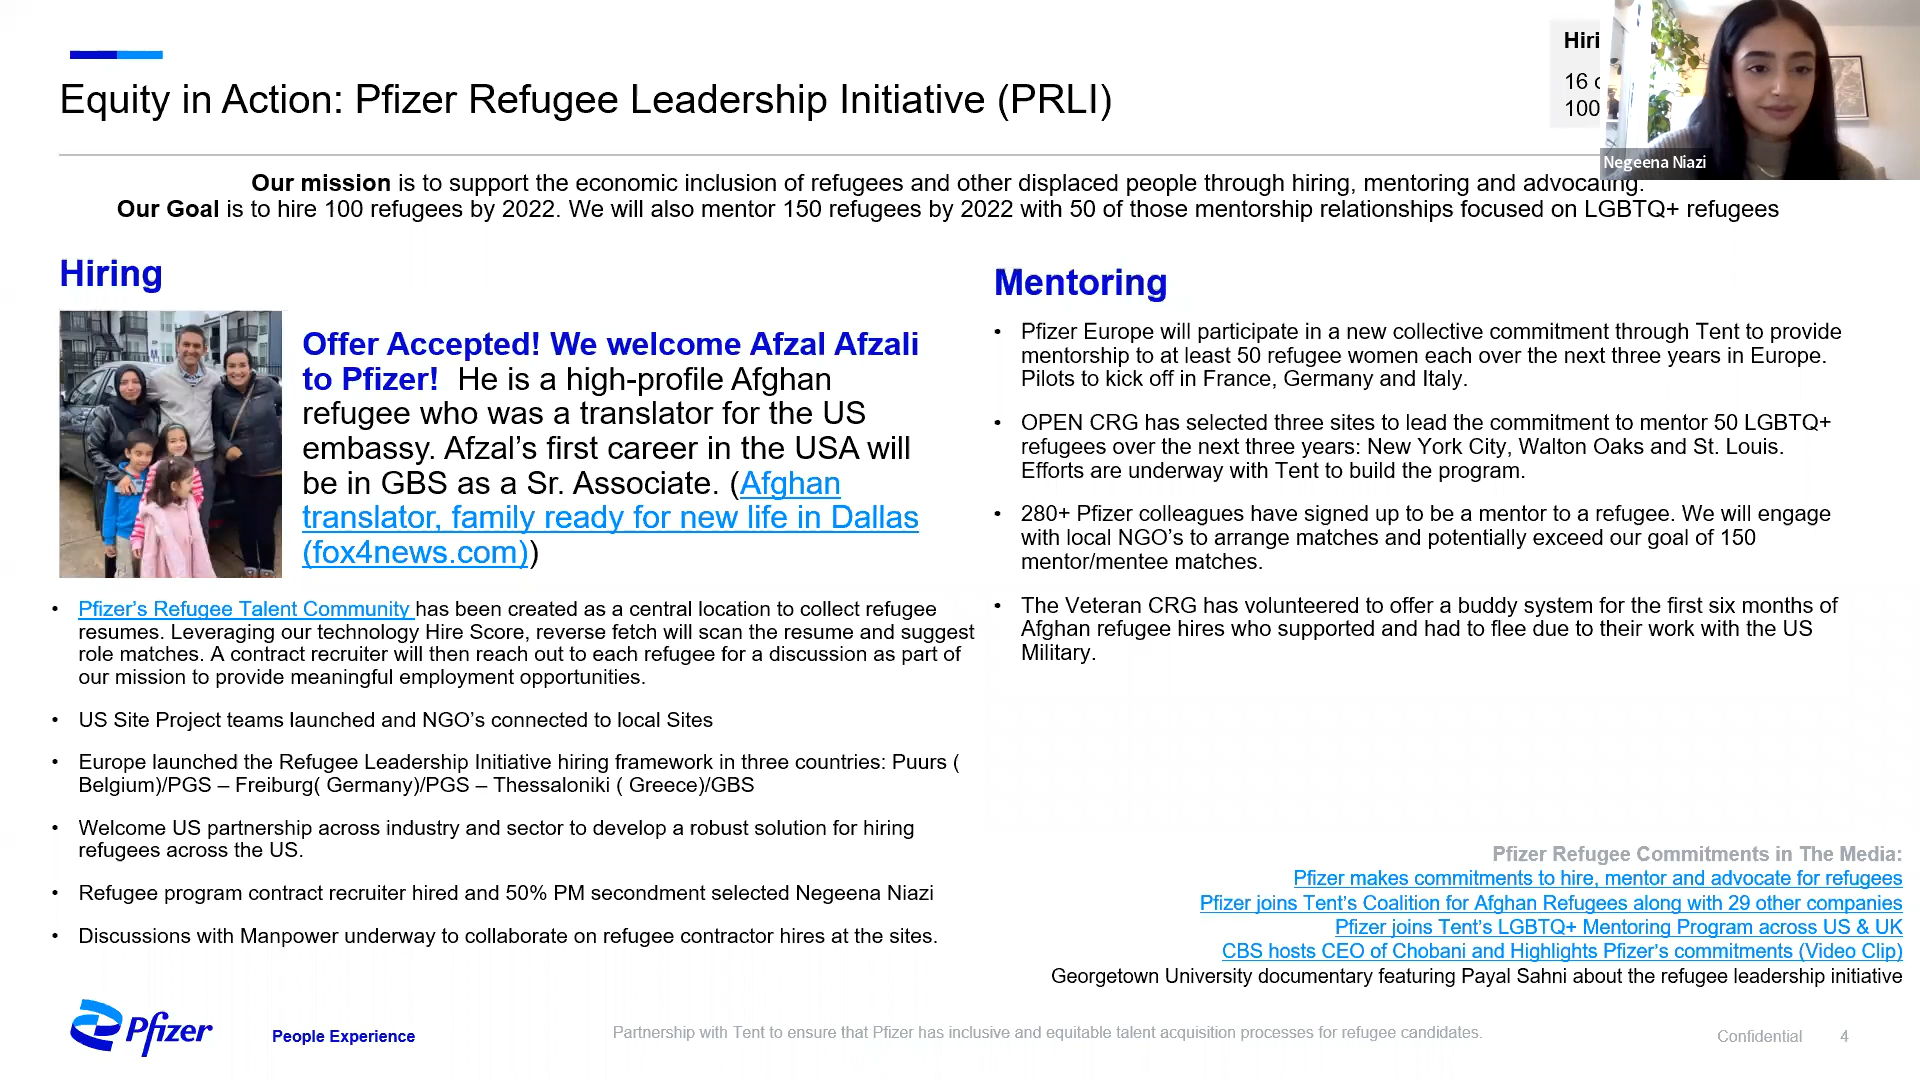 Hiri
16
100
Negeena Niazi
Equity in Action: Pfizer Refugee Leadership Initiative (PRLI)
Our mission is to support the economic inclusion of refugees and other displaced people through hiring, mentoring and advocating.
Our Goal is to hire 100 refugees by 2022. We will also mentor 150 refugees by 2022 with 50 of those mentorship relationships focused on LGBTQ+ refugees
Hiring
Offer Accepted! We welcome Afzal Afzali
to Pfizer! He is a high-profile Afghan
refugee who was a translator for the US
embassy. Afzal's first career in the USA will
be in GBS as a Sr. Associate. (Afghan
translator, family ready for new life in Dallas
(fox4news.com))
• Pfizer's Refugee Talent Community has been created as a central location to collect refugee
resumes. Leveraging our technology Hire Score, reverse fetch will scan the resume and suggest
role matches. A contract recruiter will then reach out to each refugee for a discussion as part of
our mission to provide meaningful employment opportunities.
• US Site Project teams launched and NGO's connected to local Sites
• Europe launched the Refugee Leadership Initiative hiring framework in three countries: Puurs (
Belgium)/PGS – Freiburg( Germany)/PGS – Thessaloniki ( Greece)/GBS
• Welcome US partnership across industry and sector to develop a robust solution for hiring
refugees across the US.
• Refugee program contract recruiter hired and 50% PM secondment selected Negeena Niazi
• Discussions with Manpower underway to collaborate on refugee contractor hires at the sites.
Mentoring
• Pfizer Europe will participate in a new collective commitment through Tent to provide
mentorship to at least 50 refugee women each over the next three years in Europe.
Pilots to kick off in France, Germany and Italy.
• OPEN CRG has selected three sites to lead the commitment to mentor 50 LGBTQ+
refugees over the next three years: New York City, Walton Oaks and St. Louis.
Efforts are underway with Tent to build the program.
• 280+ Pfizer colleagues have signed up to be a mentor to a refugee. We will engage
with local NGO's to arrange matches and potentially exceed our goal of 150
mentor/mentee matches.
• The Veteran CRG has volunteered to offer a buddy system for the first six months of
Afghan refugee hires who supported and had to flee due to their work with the US
Military.
Pfizer Refugee Commitments in The Media:
Pfizer makes commitments to hire, mentor and advocate for refugees
Pfizer joins Tent's Coalition for Afghan Refugees along with 29 other companies
Pfizer joins Tent's LGBTQ+ Mentoring Program across US & UK
CBS hosts CEO of Chobani and Highlights Pfizer's commitments (Video Clip)
Georgetown University documentary featuring Payal Sahni about the refugee leadership initiative
Pfizer
People Experience
Partnership with Tent to ensure that Pfizer has inclusive and equitable talent acquisition processes for refugee candidates.
Confidential 4